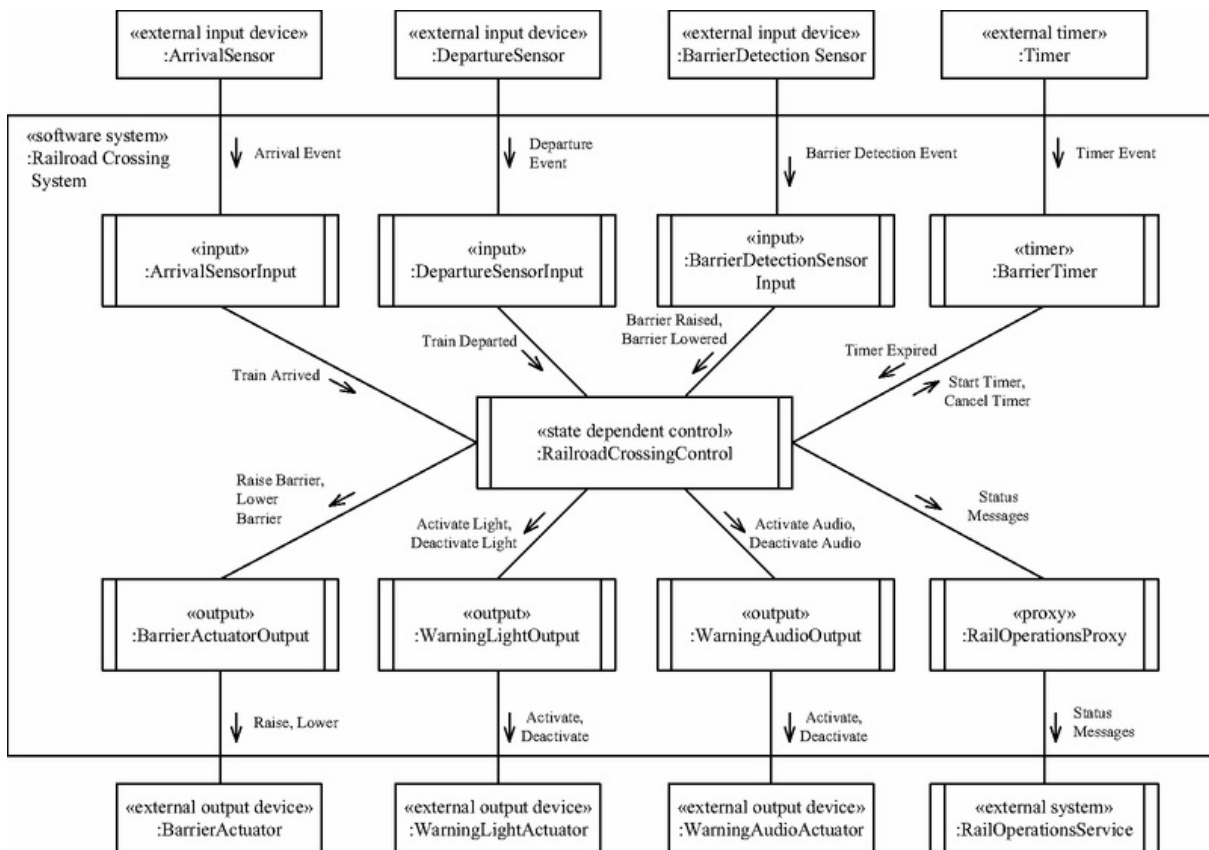 «external input device»
:ArrivalSensor
«external input device»
:DepartureSensor
«external input device»
:BarrierDetection Sensor
«external timer»
:Timer
«software system»
:Railroad Crossing
System
Arrival Event
Departure
Event
Barrier Detection Event
Timer Event
«input»
:ArrivalSensorInput
«input»
:DepartureSensorInput
«input»
:BarrierDetectionSensor
Input
«timer»
:BarrierTimer
Train Arrived
Train Departed
Barrier Raised,
Barrier Lowered
Timer Expired
Start Timer,
Cancel Timer
«state dependent control»
:RailroadCrossingControl
Raise Barrier,
Lower
Barrier
Activate Light,
Deactivate Light
Activate Audio,
Deactivate Audio
Status
Messages
«output»
:BarrierActuatorOutput
«output»
:WarningLightOutput
«output»
:WarningAudioOutput
«proxy»
:RailOperationsProxy
Raise, Lower
Activate,
Deactivate
Activate,
Deactivate
Status
Messages
«external output device»
:BarrierActuator
«external output device»
:WarningLightActuator
«external output device»
:WarningAudioActuator
«external system»
:RailOperationsService